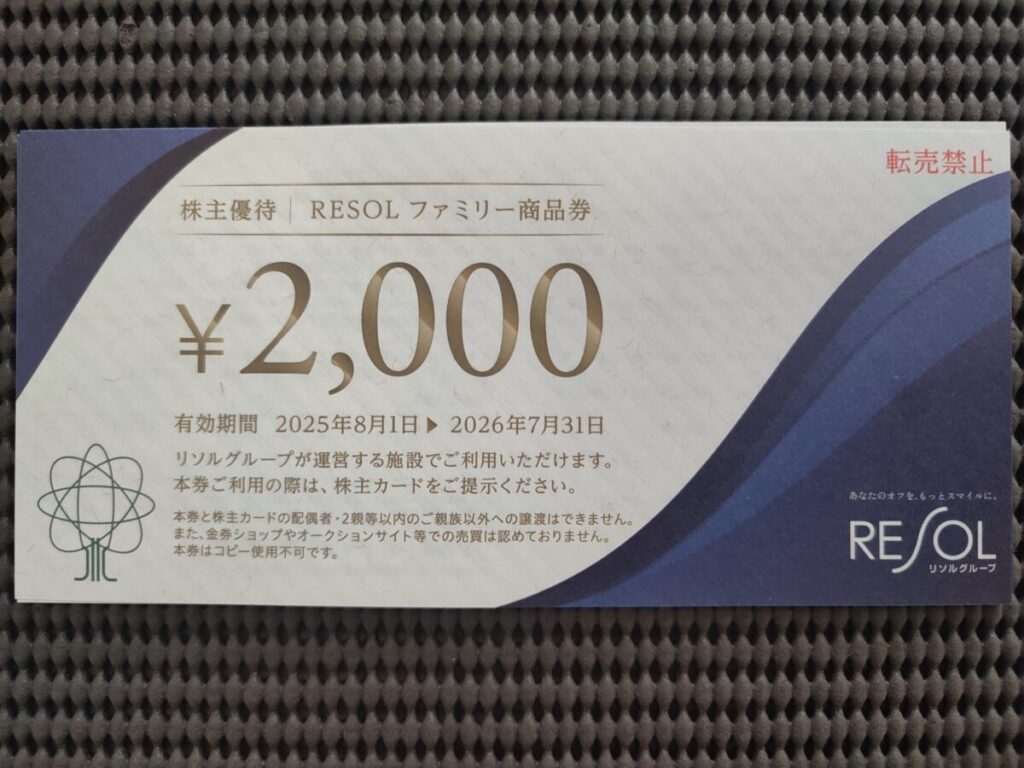 転売禁止
株主優待 | RESOL ファミリー商品券
¥2,000
有効期間 2025年8月1日▶2026年7月31日
リソルグループが運営する施設でご利用いただけます。
本券ご利用の際は、株主カードをご提示ください。
本券と株主カードの配偶者・2親等以内のご親族以外への譲渡はできません。
また、金券ショップやオークションサイト等での売買は認めておりません。
本券はコピー使用不可です。
あなたのオフを、もっとスマイルに。
RESOL
リソルグループ